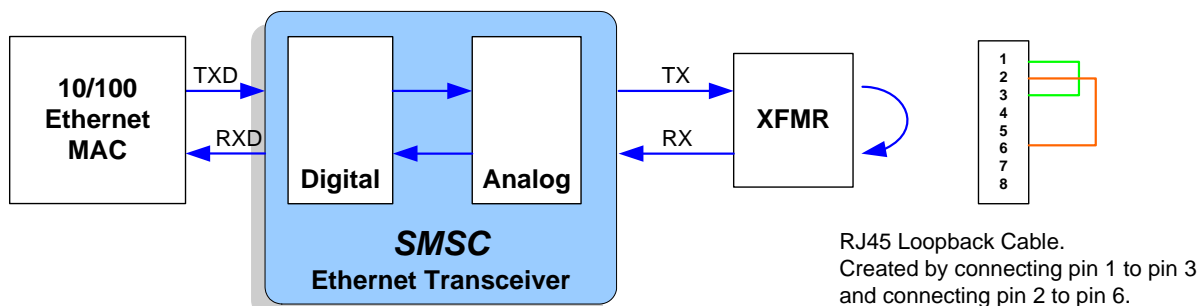 10/100
Ethernet
MAC
TXD
RXD
Digital
Analog
SMSC
Ethernet Transceiver
TX
RX
XFMR
1
2
3
4
5
6
7
8
RJ45 Loopback Cable.
Created by connecting pin 1 to pin 3
and connecting pin 2 to pin 6.